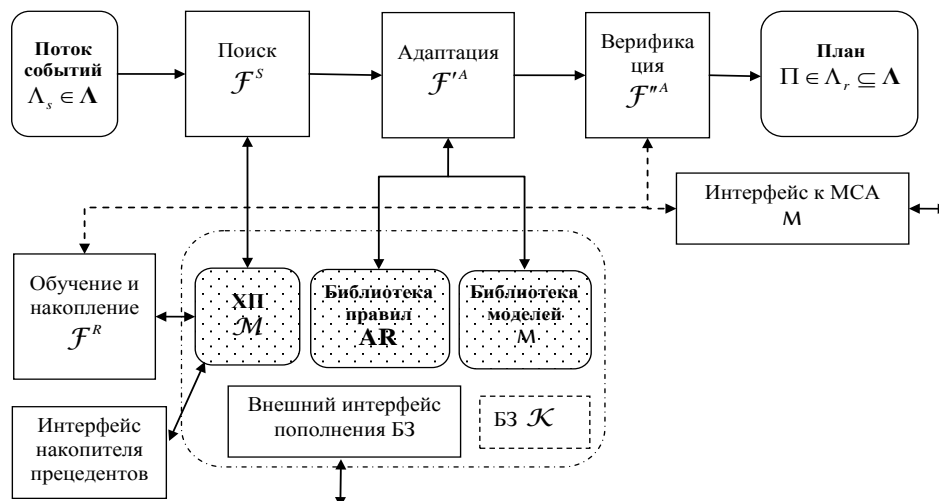 Поток
событий
Λ_s ∈ Λ
Поиск
ℱ^S
Адаптация
ℱ'^A
Верифика
ция
ℱ''^A
План
Π ∈ Λ_r ⊆ Λ
Интерфейс к МСА
M
Обучение и
накопление
ℱ^R
ХП
ℳ
Библиотека
правил
AR
Библиотека
моделей
M
Интерфейс
накопителя
прецедентов
Внешний интерфейс
пополнения БЗ
БЗ 𝒦